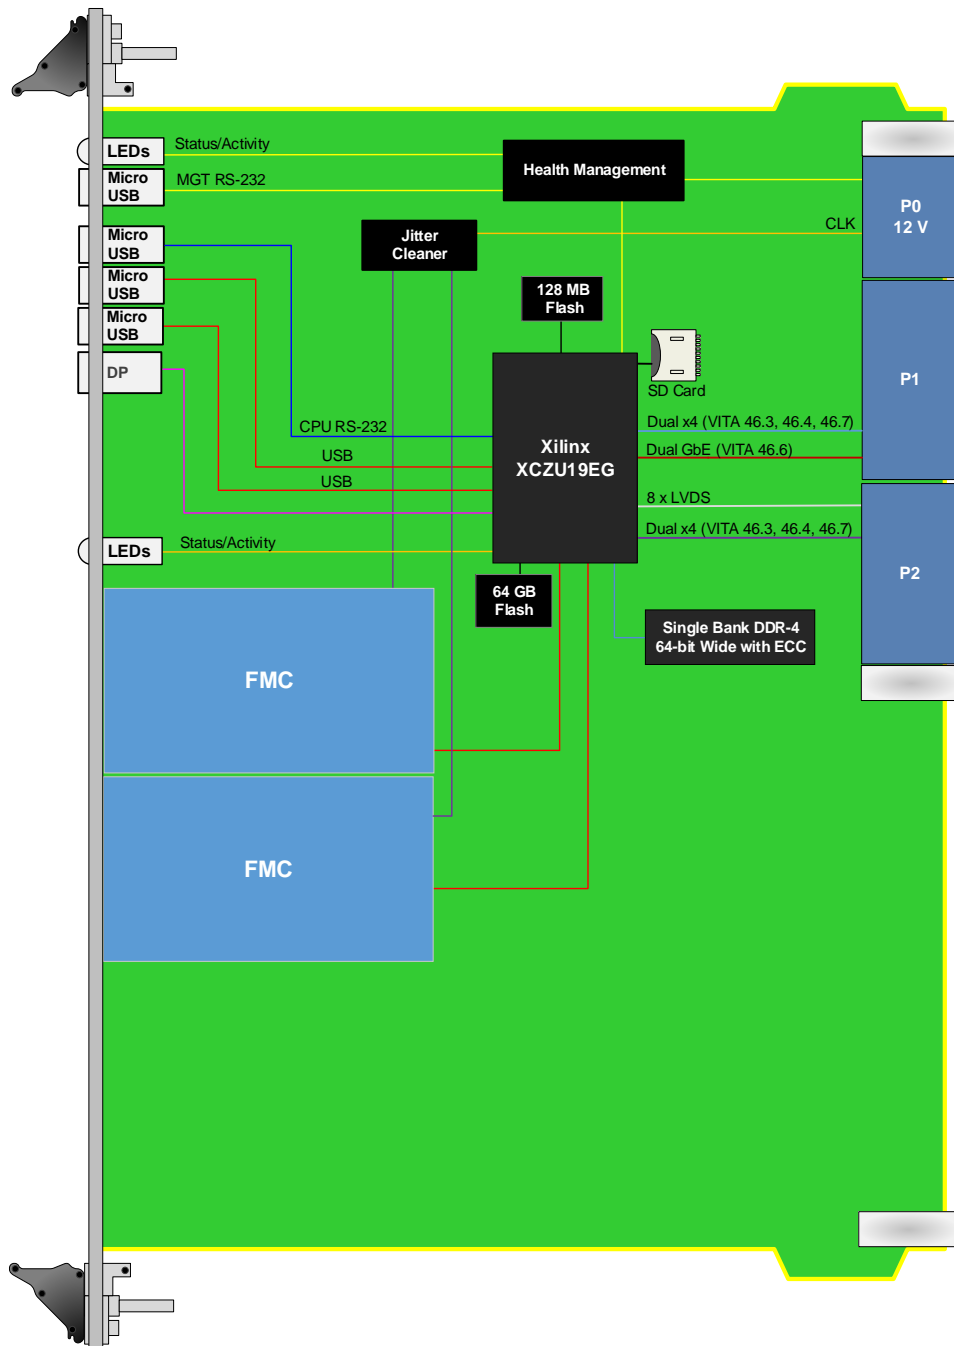 LEDs
Status/Activity
Micro
USB
MGT RS-232
Health Management
P0
12 V
CLK
Jitter
Cleaner
Micro
USB
Micro
USB
Micro
USB
DP
128 MB
Flash
SD Card
P1
CPU RS-232
USB
USB
Xilinx
XCZU19EG
Dual x4 (VITA 46.3, 46.4, 46.7)
Dual GbE (VITA 46.6)
8 x LVDS
Dual x4 (VITA 46.3, 46.4, 46.7)
P2
LEDs
Status/Activity
64 GB
Flash
Single Bank DDR-4
64-bit Wide with ECC
FMC
FMC